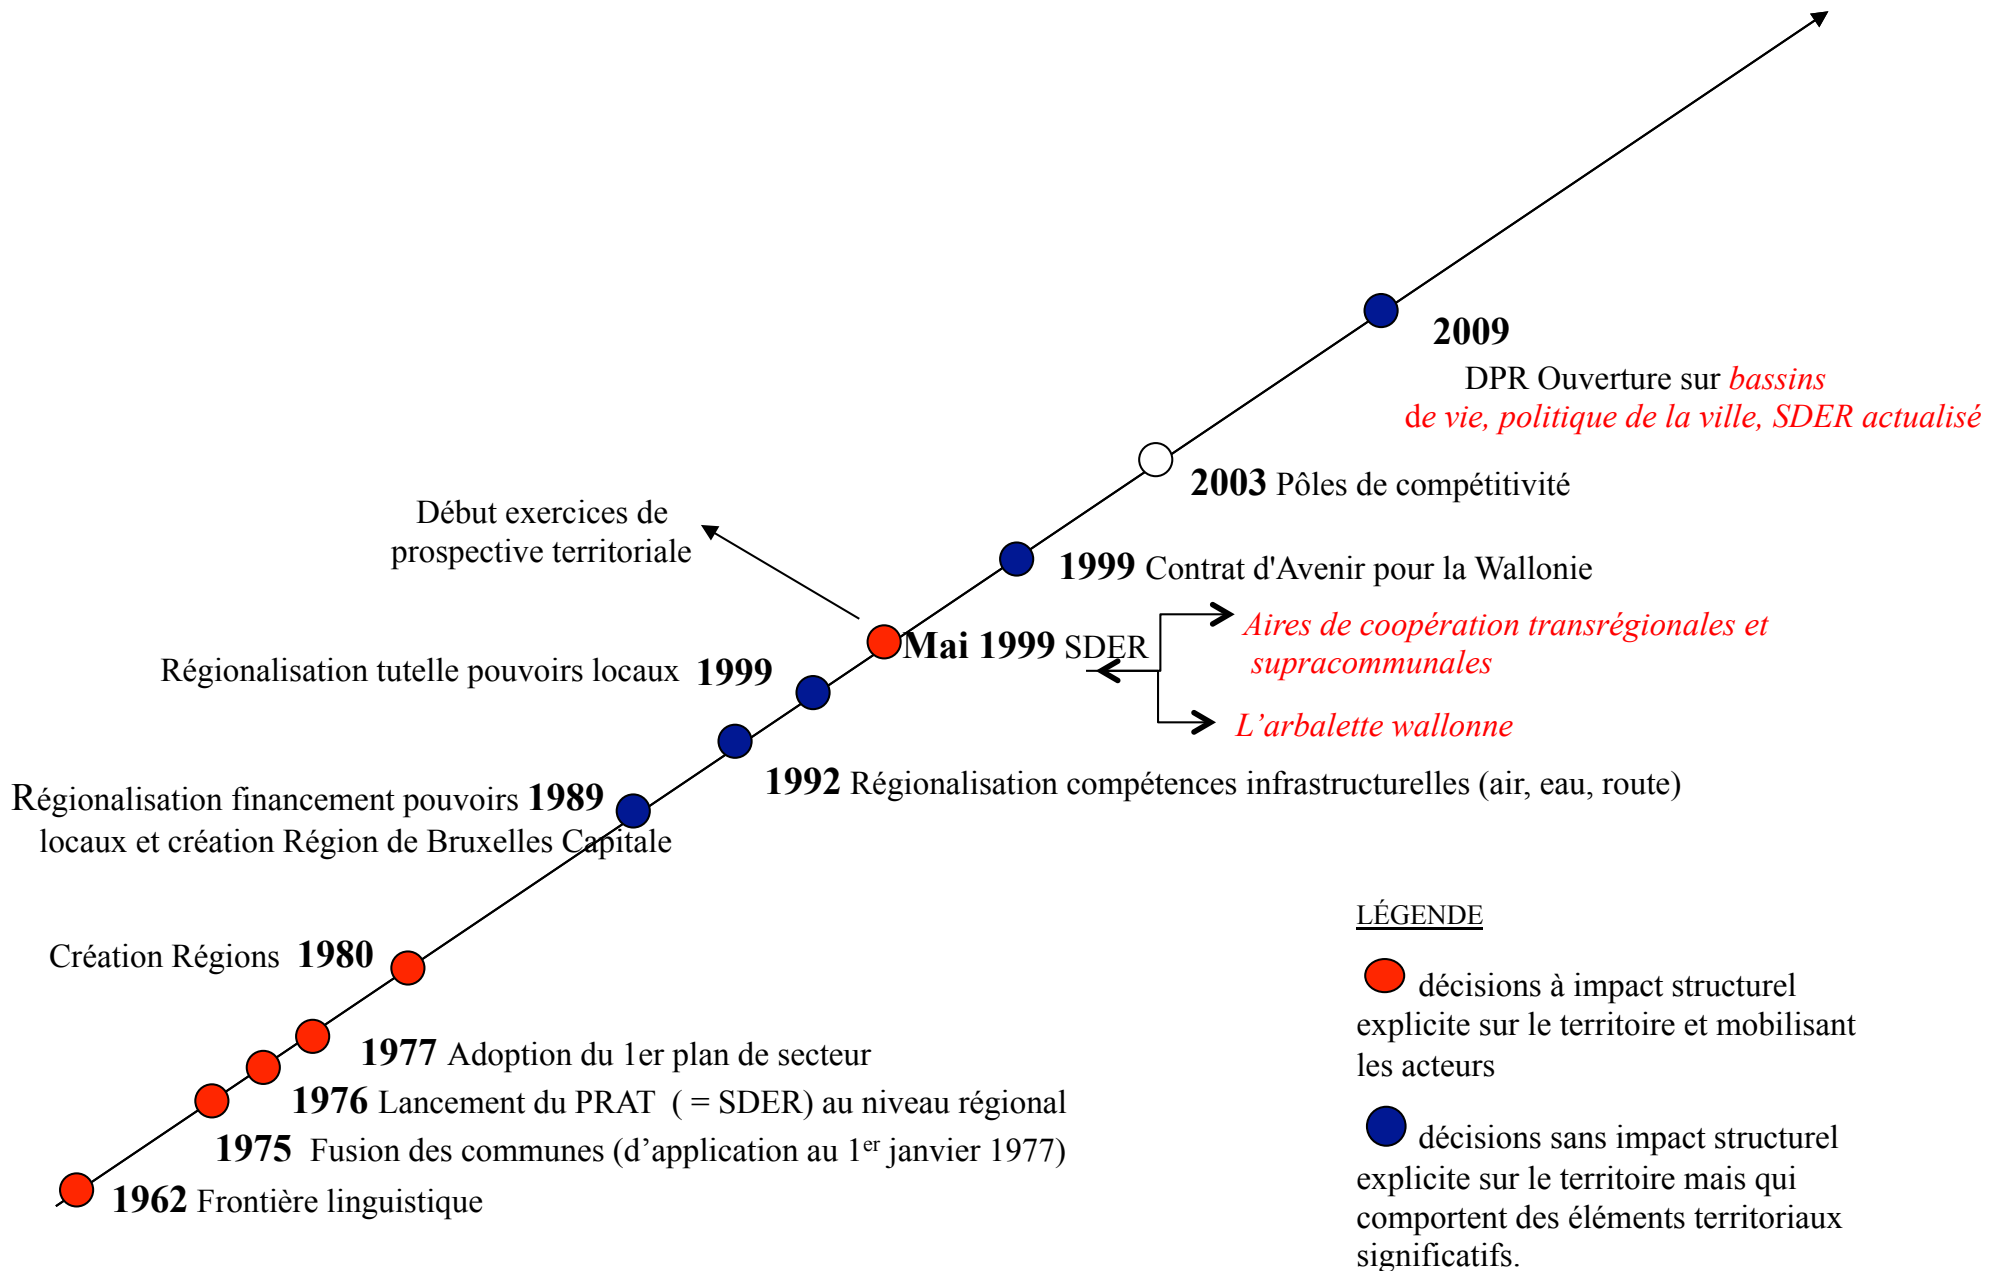 2009
DPR Ouverture sur bassins
de vie, politique de la ville, SDER actualisé
2003 Pôles de compétitivité
Début exercices de
prospective territoriale
1999 Contrat d'Avenir pour la Wallonie
Mai 1999 SDER
Aires de coopération transrégionales et
supracommunales
L’arbalette wallonne
Régionalisation tutelle pouvoirs locaux 1999
1992 Régionalisation compétences infrastructurelles (air, eau, route)
Régionalisation financement pouvoirs 1989
locaux et création Région de Bruxelles Capitale
Création Régions 1980
1977 Adoption du 1er plan de secteur
1976 Lancement du PRAT ( = SDER) au niveau régional
1975 Fusion des communes (d’application au 1er janvier 1977)
1962 Frontière linguistique
LÉGENDE
décisions à impact structurel
explicite sur le territoire et mobilisant
les acteurs
décisions sans impact structurel
explicite sur le territoire mais qui
comportent des éléments territoriaux
significatifs.